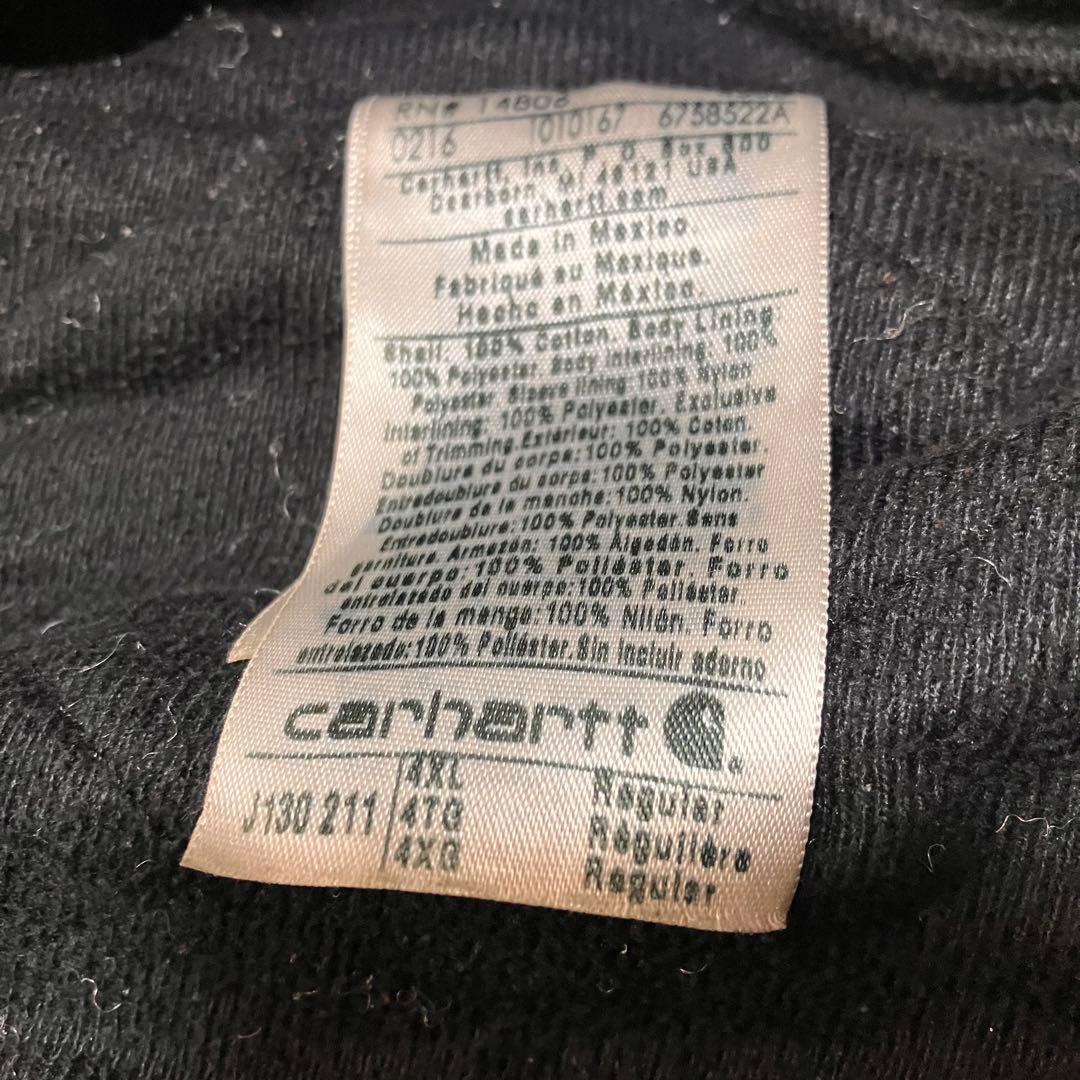 RN# 14806
0216 1010167 6758522A
Carhartt, Inc. P. O. Box 600
Dearborn, MI 48121 USA
carhartt.com
Made in Mexico.
Fabriqué au Mexique.
Hecho en México.
Shell: 100% Cotton. Body Lining
100% Polyester. Body interlining: 100%
Polyester. Sleeve lining: 100% Nylon
Interlining: 100% Polyester. Exclusive
of Trimming.Extérieur: 100% Coton.
Doublure du corps:100% Polyester.
Entredoublure du corps:100% Polyester
Doublure de la manche:100% Nylon.
Entredoublure:100% Polyester.Sans
garniture. Armazón: 100% Algodón. Forro
del cuerpo: 100% Poliéster. Forro
entrelazado del cuerpo:100% Poliéster.
Forro de la manga:100% Nilón. Forro
entrelazado:100% Poliéster.Sin incluir adorno
carhartt
J130 211 4XL Regular
4TG Régulière
4XG Regular